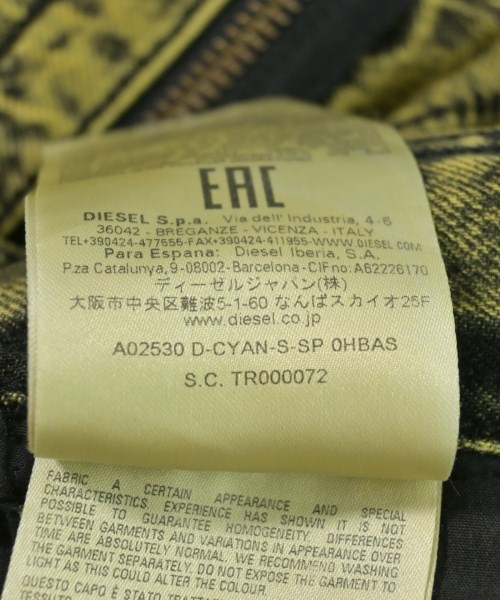 EAC
DIESEL S.p.a. Via dell' Industria, 4-6
36042 - BREGANZE - VICENZA - ITALY
TEL+390424-477555-FAX+390424-411955-WWW.DIESEL.COM
Para Espana: Diesel Iberia, S.A.
P.za Catalunya, 9-08002-Barcelona-CIFno:A62226170
ディーゼルジャパン(株)
大阪市中央区難波5-1-60 なんばスカイオ25F
www.diesel.co.jp
A02530 D-CYAN-S-SP 0HBAS
S.C. TR000072
FABRIC A CERTAIN APPEARANCE AND SPECIAL
CHARACTERISTICS. EXPERIENCE HAS SHOWN IT IS NOT
POSSIBLE TO GUARANTEE HOMOGENEITY. DIFFERENCES
BETWEEN GARMENTS AND VARIATIONS IN APPEARANCE OVER
TIME ARE ABSOLUTELY NORMAL. WE RECOMMEND WASHING
THE GARMENT SEPARATELY. DO NOT EXPOSE THE GARMENT TO
LIGHT AS THIS COULD ALTER THE COLOUR.
QUESTO CAPO È STATO
TESSUTO